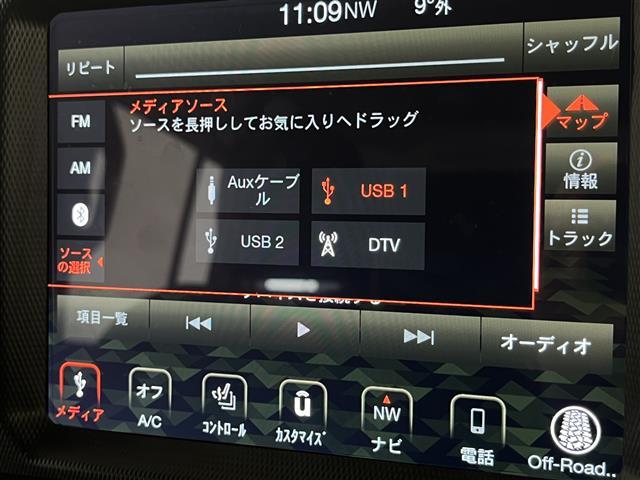 11:09NW 9°外
リピート
シャッフル
メディアソース
ソースを長押ししてお気に入りへドラッグ
FM
AM
Auxケーブ
ル
USB 1
USB 2
DTV
ソース
の選択
マップ
情報
トラック
項目一覧
オーディオ
メディア
オフ
A/C
コントロール
カスタマイズ
NW
ナビ
電話
Off-Road..